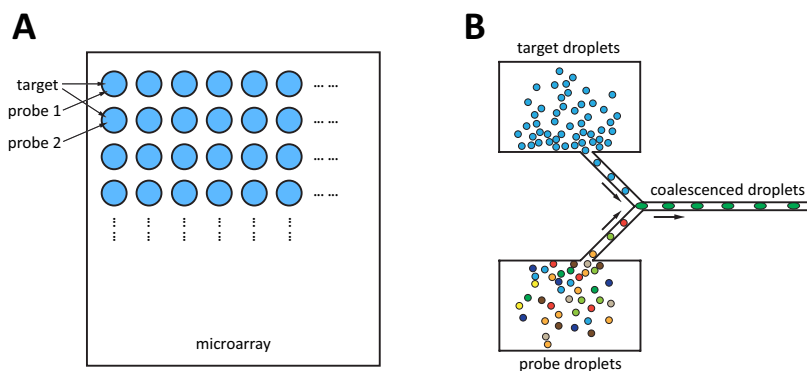 A
target
probe 1
probe 2
... ...
... ...
... ...
... ...
microarray
B
target droplets
coalescenced droplets
probe droplets